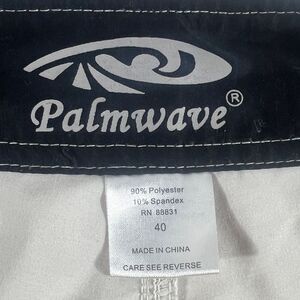 Palmwave®
90% Polyester
10% Spandex
RN 88831
40
MADE IN CHINA
CARE SEE REVERSE